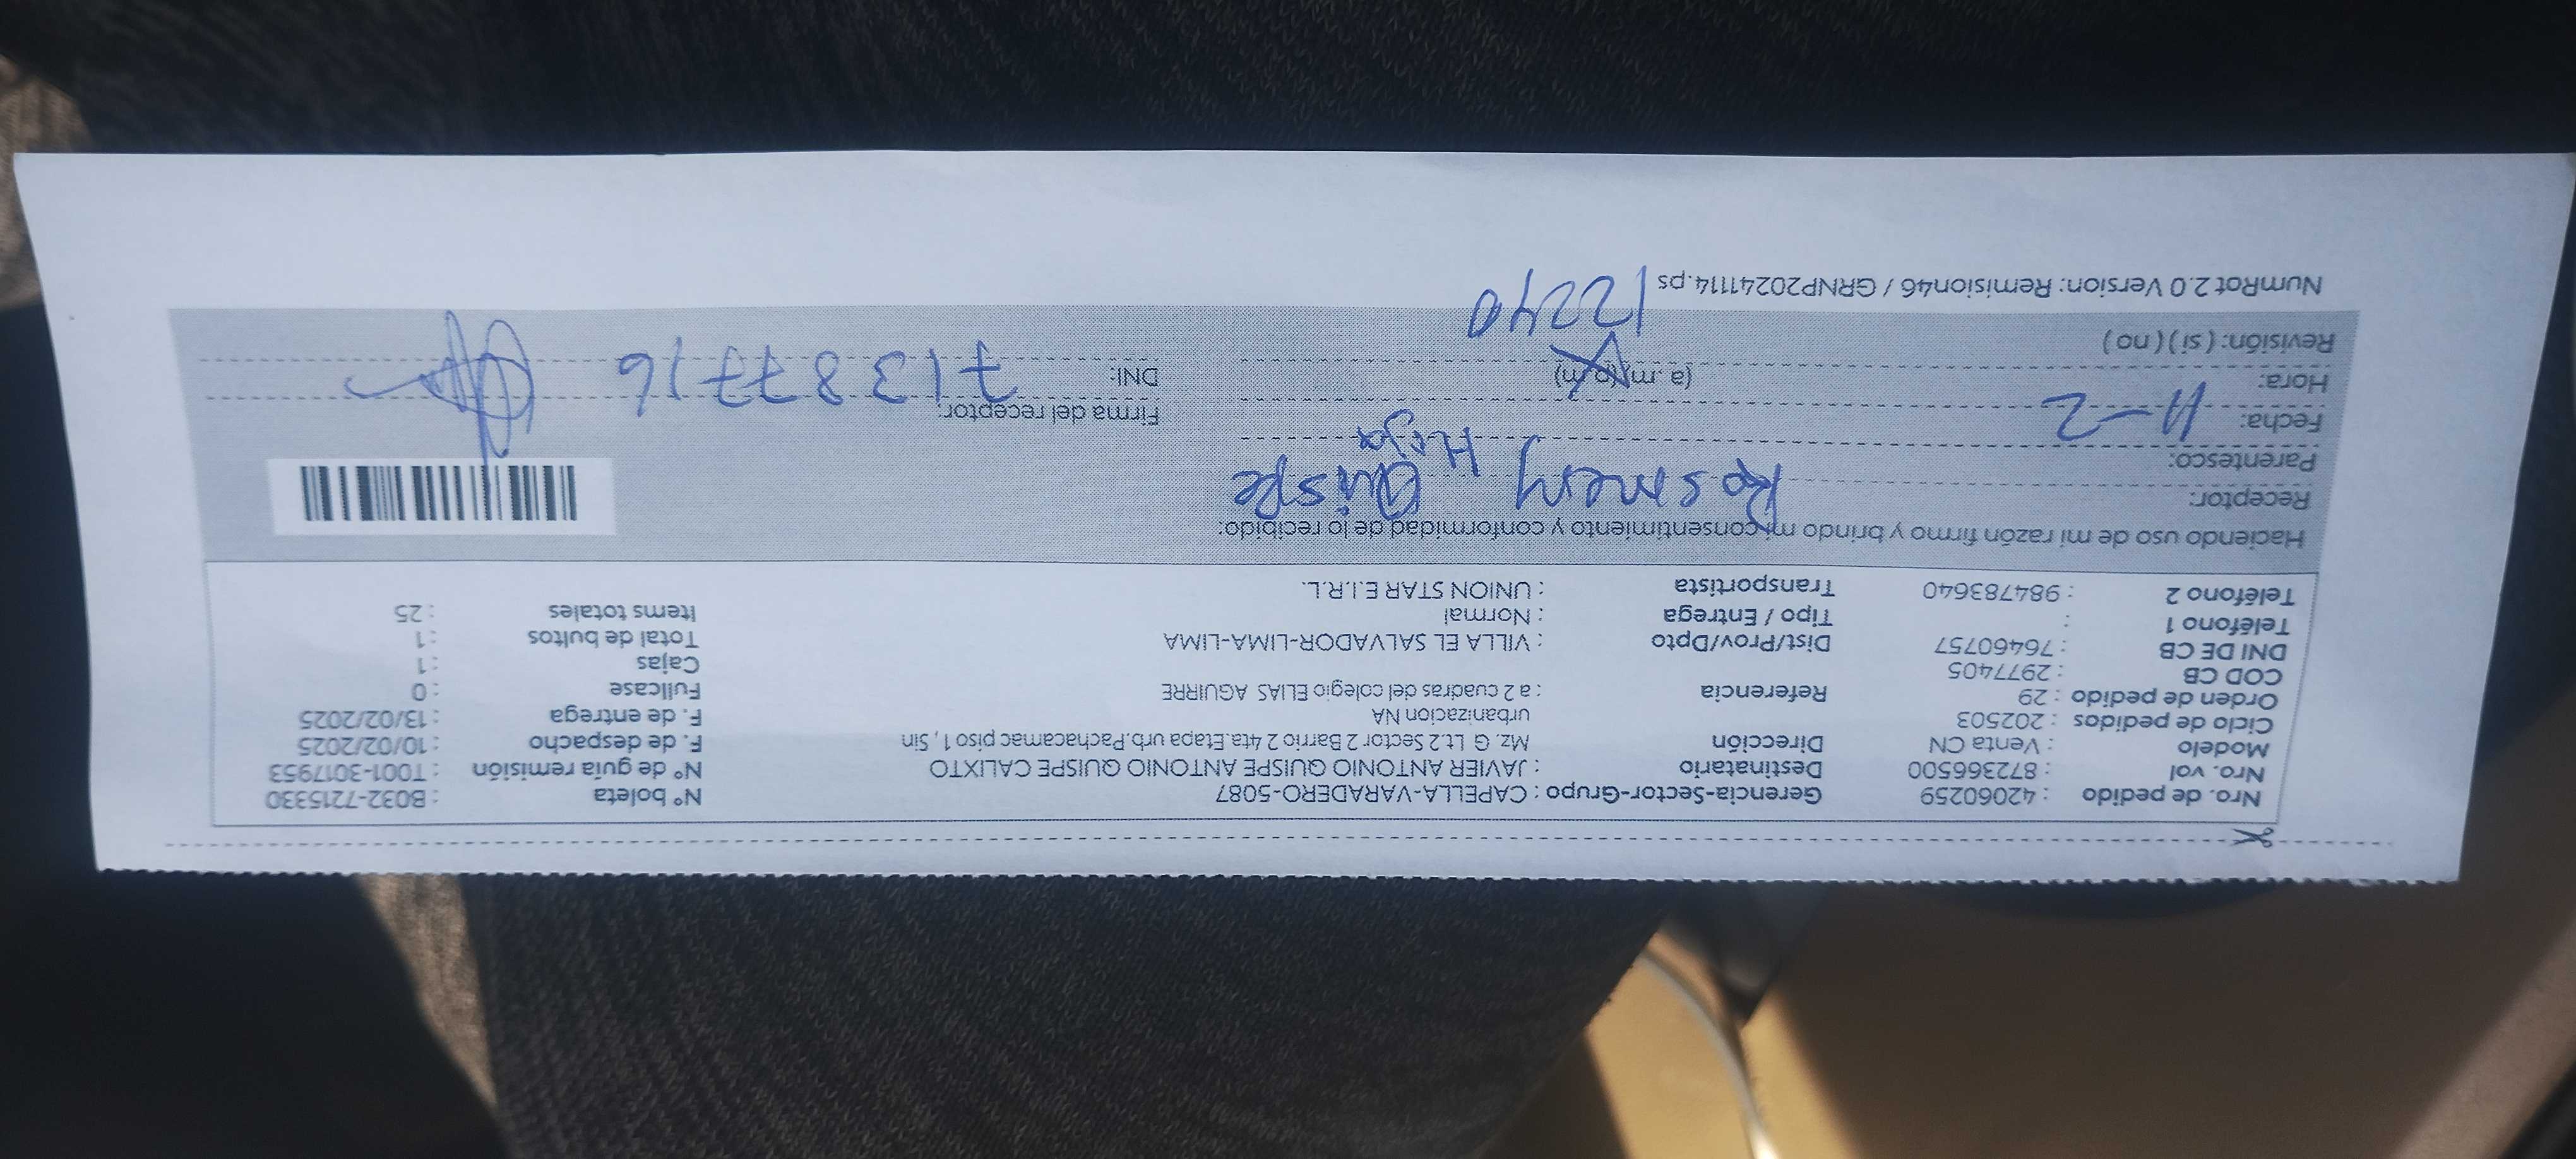 Nro. de pedido : 42060259 Gerencia-Sector-Grupo : CAPELLA-VARADERO-5087 N° boleta : B032-7215330
Nro. vol : 872366500 Destinatario : JAVIER ANTONIO QUISPE ANTONIO QUISPE CALIXTO N° de guia remisión : T001-3017953
Modelo : Venta CN Dirección Mz. G Lt.2 Sector 2 Barrio 2 4ta.Etapa urb.Pachacamac piso 1 , Sin F. de despacho : 10/02/2025
Ciclo de pedidos : 202503 urbanizacion NA F. de entrega : 13/02/2025
Orden de pedido : 29 Referencia : a 2 cuadras del colegio ELIAS AGUIRRE Fullcase : 0
COD CB : 2977405 Cajas : 1
DNI DE CB : 76460757 Dist/Prov/Dpto : VILLA EL SALVADOR-LIMA-LIMA Total de bultos : 1
Teléfono 1 : Tipo / Entrega : Normal Items totales : 25
Teléfono 2 : 984783640 Transportista : UNION STAR E.I.R.L.
Haciendo uso de mi razón firmo y brindo mi consentimiento y conformidad de lo recibido:
Receptor: Rosmery Quispe
Parentesco: Hija
Fecha: 11-2 Firma del receptor:
Hora: (a.m)(p.m) DNI: 71387716
Revisión: ( si ) ( no ) 12240
NumRot 2.0 Version: Remision46 / GRNP20241114.ps